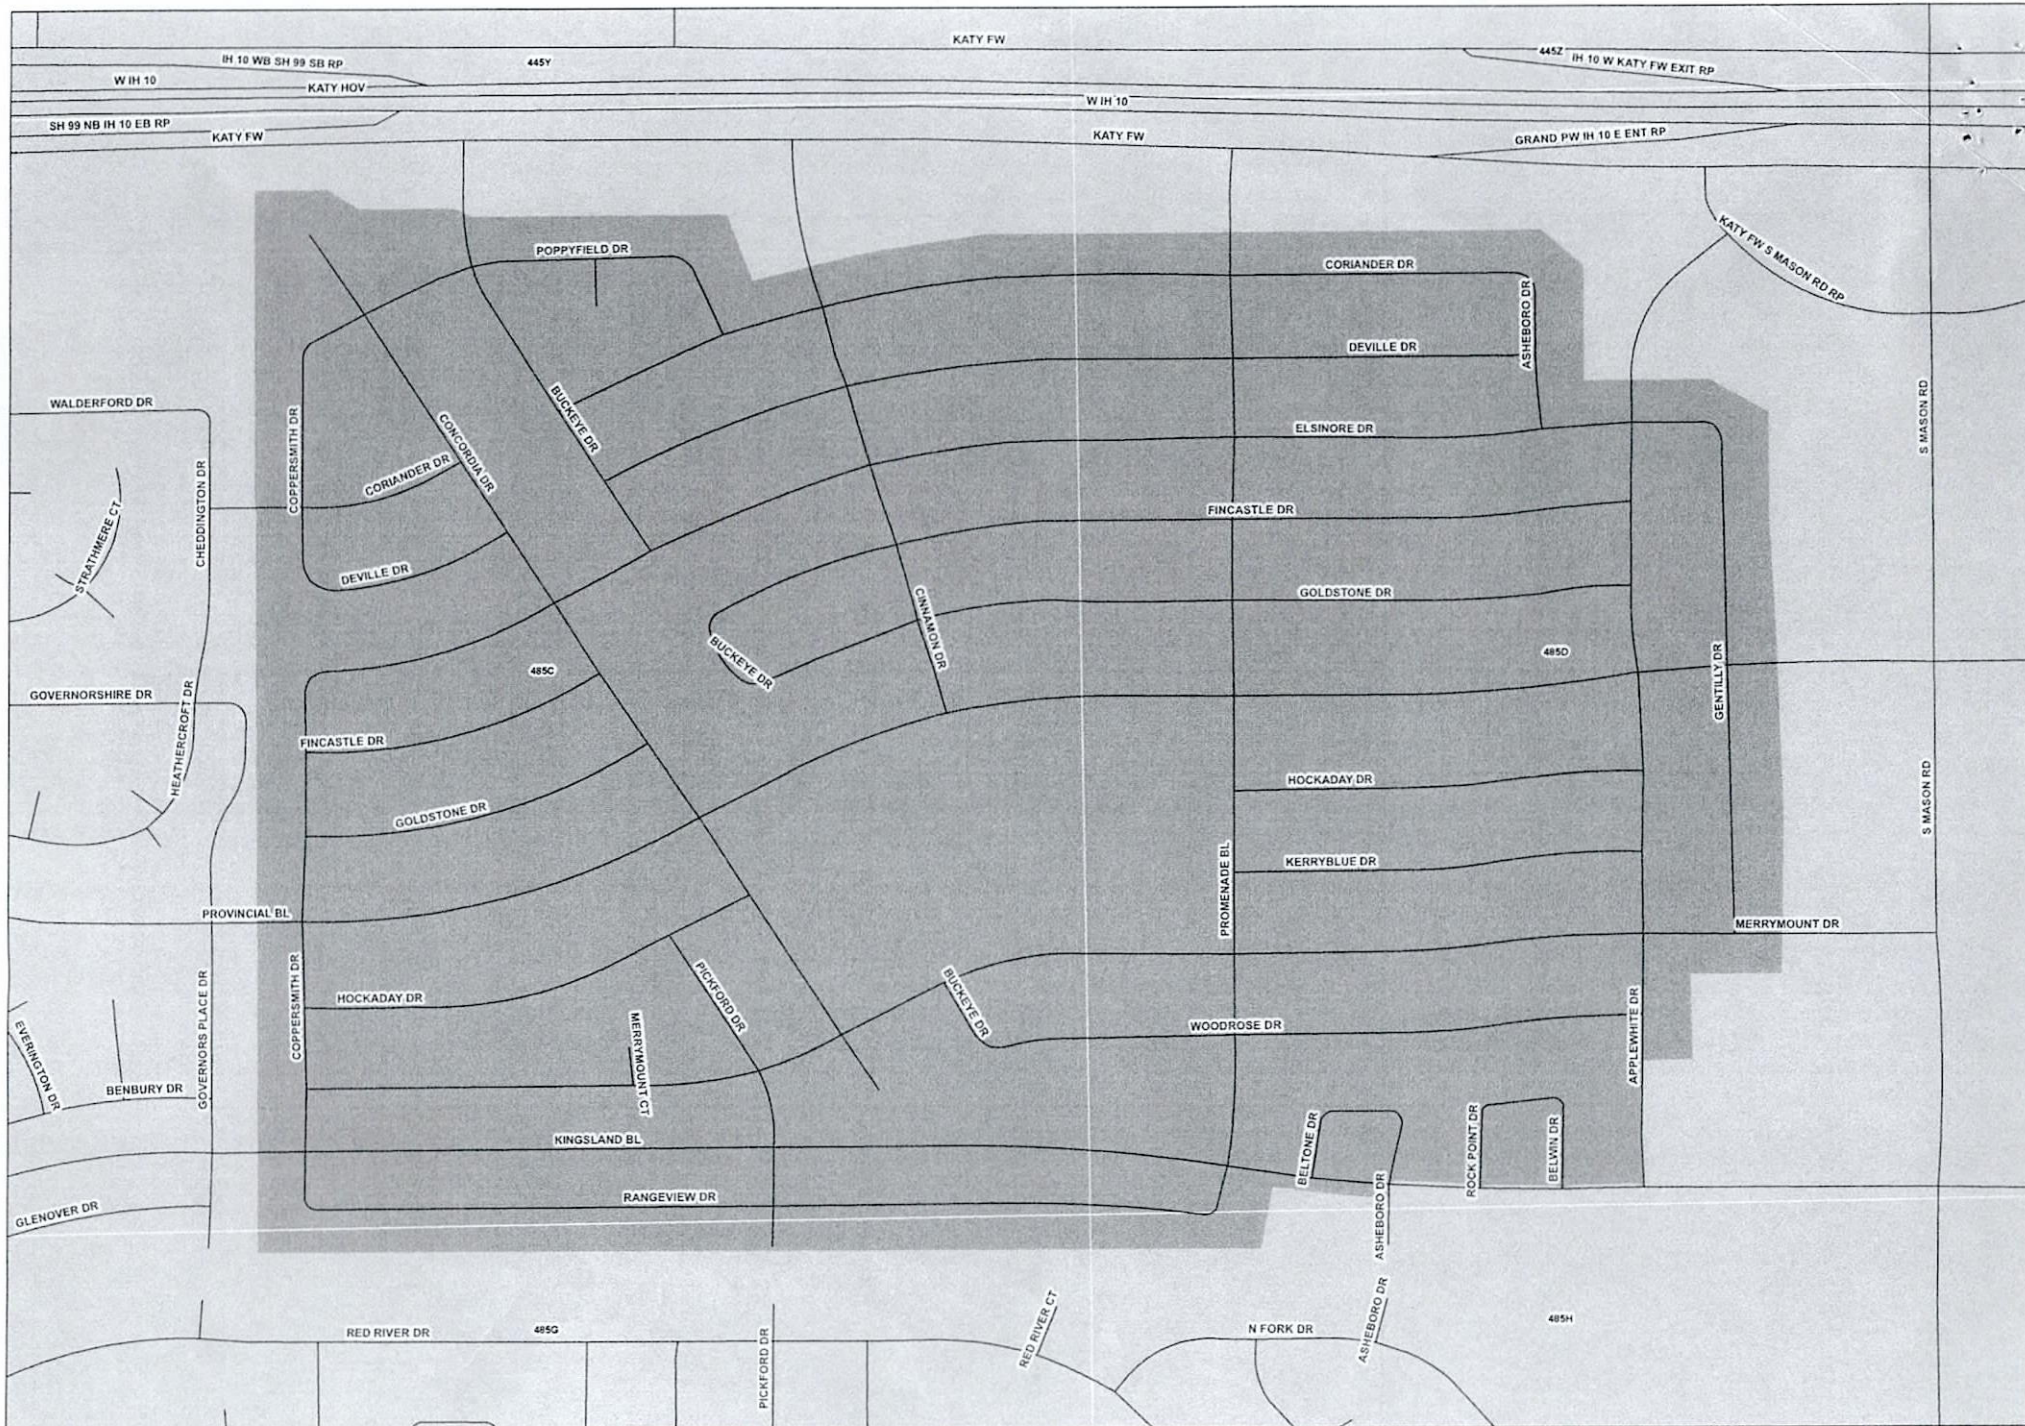 KATY FW
445Z
IH 10 WB SH 99 SB RP
445Y
IH 10 W KATY FW EXIT RP
W IH 10
KATY HOV
W IH 10
SH 99 NB IH 10 EB RP
KATY FW
KATY FW
GRAND PW IH 10 E ENT RP
KATY FW S MASON RD RP
POPPYFIELD DR
CORIANDER DR
ASHEBORO DR
DEVILLE DR
WALDERFORD DR
COPPERSMITH DR
BUCKEYE DR
CONCORDIA DR
S MASON RD
ELSINORE DR
CORIANDER DR
CHEDDINGTON DR
STRATHMERE CT
FINCASTLE DR
DEVILLE DR
GOLDSTONE DR
CINNAMON DR
BUCKEYE DR
485C
485D
GENTILLY DR
GOVERNORSHIRE DR
HEATHERCROFT DR
FINCASTLE DR
HOCKADAY DR
S MASON RD
GOLDSTONE DR
KERRYBLUE DR
PROMENADE BL
PROVINCIAL BL
MERRYMOUNT DR
COPPERSMITH DR
PICKFORD DR
BUCKEYE DR
HOCKADAY DR
GOVERNORS PLACE DR
MERRYMOUNT CT
WOODROSE DR
APPLEWHITE DR
EVERINGTON DR
BENBURY DR
KINGSLAND BL
BELTONE DR
ROCK POINT DR
BELWIN DR
RANGEVIEW DR
GLENOVER DR
ASHEBORO DR
ASHEBORO DR
RED RIVER DR
485G
PICKFORD DR
RED RIVER CT
N FORK DR
485H